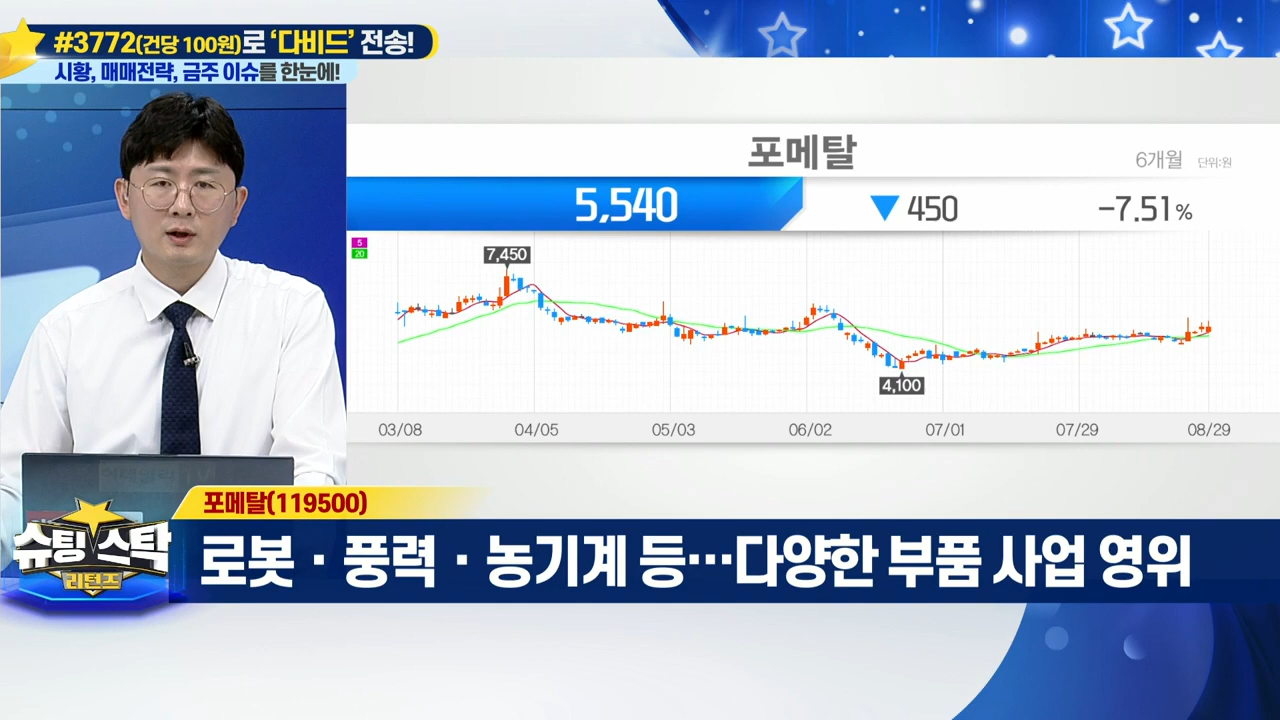 #3772(건당 100원)로 ‘다비드’ 전송!
시황, 매매전략, 금주 이슈를 한눈에!
포메탈
6개월 단위:원
5,540 ▼450 -7.51%
5
20
7,450
4,100
03/08 04/05 05/03 06/02 07/01 07/29 08/29
포메탈(119500)
로봇·풍력·농기계 등…다양한 부품 사업 영위
슈팅스탁
리턴즈